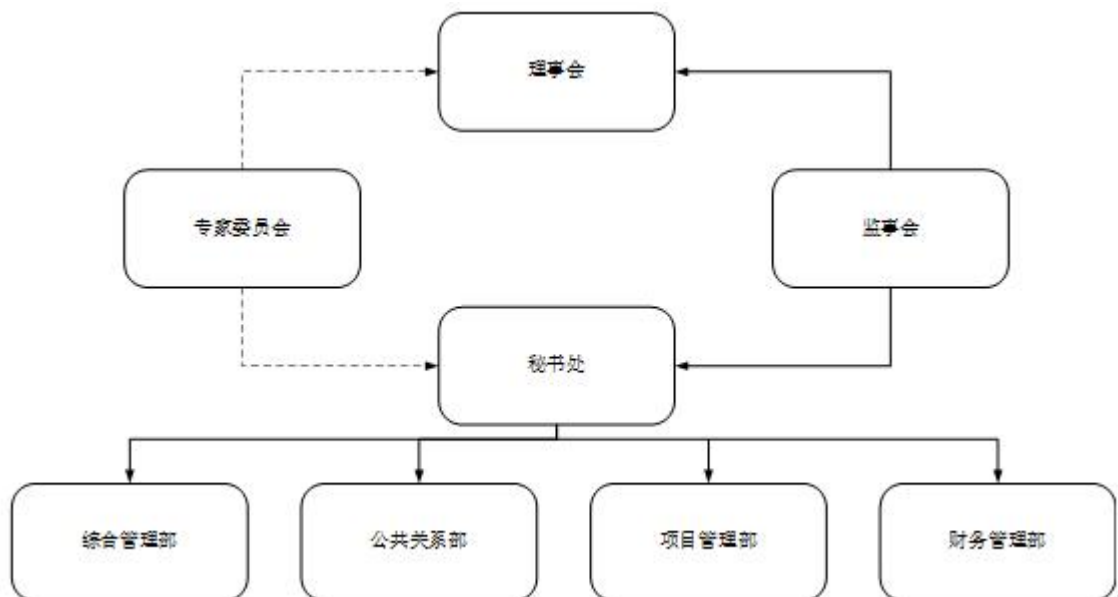 理事会
专家委员会
监事会
秘书处
综合管理部
公共关系部
项目管理部
财务管理部